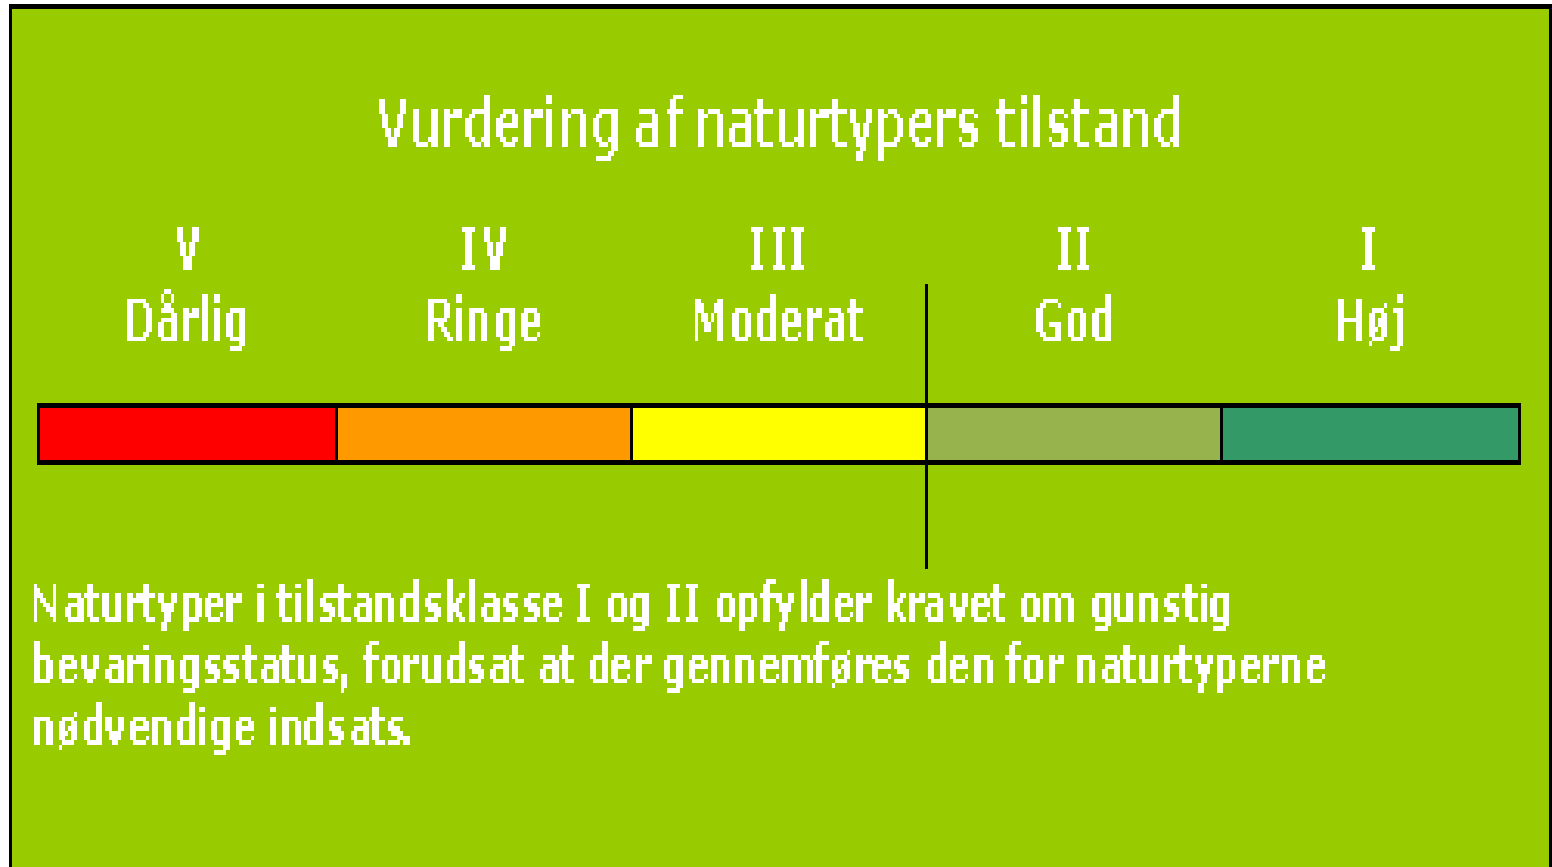 Vurdering af naturtypers tilstand
V IV III II I
Dårlig Ringe Moderat God Høj
Naturtyper i tilstandsklasse I og II opfylder kravet om gunstig
bevaringsstatus, forudsat at der gennemføres den for naturtyperne
nødvendige indsats.